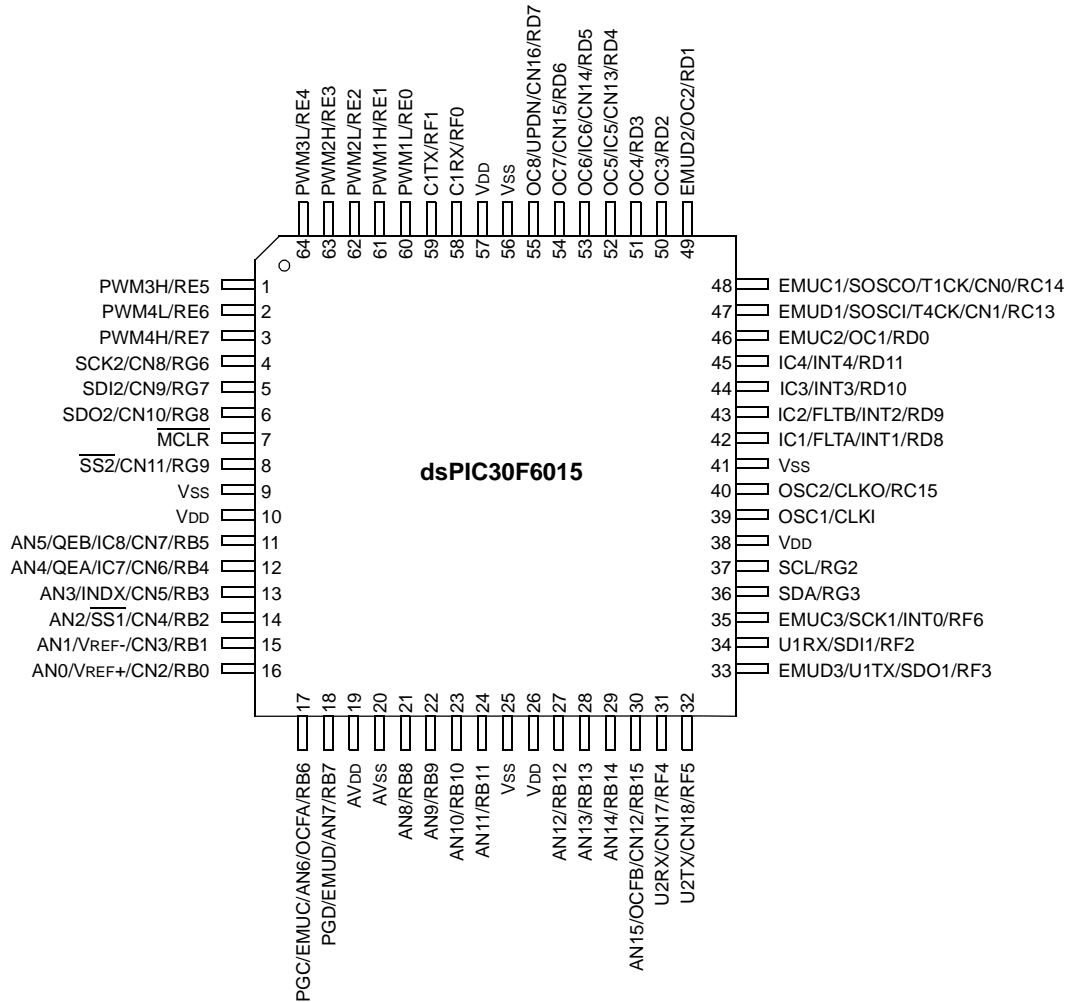 PWM3L/RE4
PWM2H/RE3
PWM2L/RE2
PWM1H/RE1
PWM1L/RE0
C1TX/RF1
C1RX/RF0
VDD
VSS
OC8/UPDN/CN16/RD7
OC7/CN15/RD6
OC6/IC6/CN14/RD5
OC5/IC5/CN13/RD4
OC4/RD3
OC3/RD2
EMUD2/OC2/RD1
64
63
62
61
60
59
58
57
56
55
54
53
52
51
50
49
PWM3H/RE5 1
PWM4L/RE6 2
PWM4H/RE7 3
SCK2/CN8/RG6 4
SDI2/CN9/RG7 5
SDO2/CN10/RG8 6
MCLR 7
SS2/CN11/RG9 8
VSS 9
VDD 10
AN5/QEB/IC8/CN7/RB5 11
AN4/QEA/IC7/CN6/RB4 12
AN3/INDX/CN5/RB3 13
AN2/SS1/CN4/RB2 14
AN1/VREF-/CN3/RB1 15
AN0/VREF+/CN2/RB0 16
dsPIC30F6015
48 EMUC1/SOSCO/T1CK/CN0/RC14
47 EMUD1/SOSCI/T4CK/CN1/RC13
46 EMUC2/OC1/RD0
45 IC4/INT4/RD11
44 IC3/INT3/RD10
43 IC2/FLTB/INT2/RD9
42 IC1/FLTA/INT1/RD8
41 VSS
40 OSC2/CLKO/RC15
39 OSC1/CLKI
38 VDD
37 SCL/RG2
36 SDA/RG3
35 EMUC3/SCK1/INT0/RF6
34 U1RX/SDI1/RF2
33 EMUD3/U1TX/SDO1/RF3
17
18
19
20
21
22
23
24
25
26
27
28
29
30
31
32
PGC/EMUC/AN6/OCFA/RB6
PGD/EMUD/AN7/RB7
AVDD
AVSS
AN8/RB8
AN9/RB9
AN10/RB10
AN11/RB11
VSS
VDD
AN12/RB12
AN13/RB13
AN14/RB14
AN15/OCFB/CN12/RB15
U2RX/CN17/RF4
U2TX/CN18/RF5